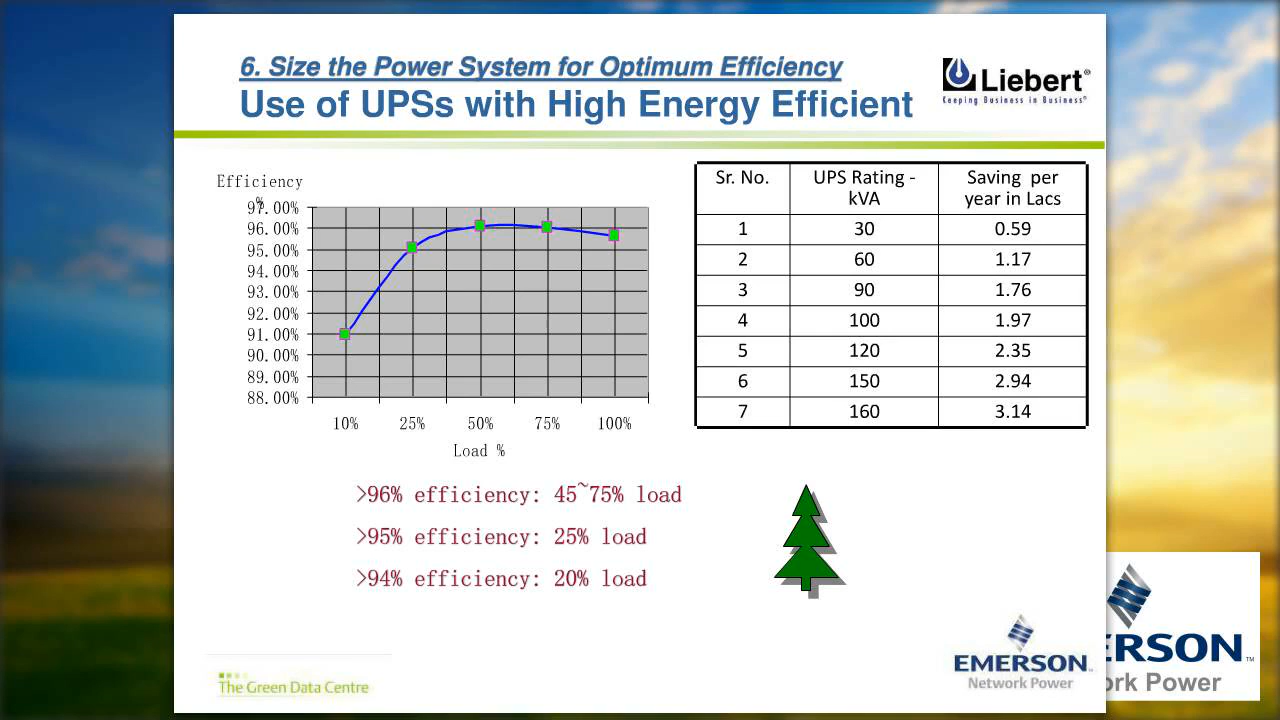 6. Size the Power System for Optimum Efficiency
Use of UPSs with High Energy Efficient
Liebert®
Keeping Business in Business®
Efficiency
%
97.00%
96.00%
95.00%
94.00%
93.00%
92.00%
91.00%
90.00%
89.00%
88.00%
10% 25% 50% 75% 100%
Load %
Sr. No. UPS Rating - kVA Saving per year in Lacs
1 30 0.59
2 60 1.17
3 90 1.76
4 100 1.97
5 120 2.35
6 150 2.94
7 160 3.14
>96% efficiency: 45~75% load
>95% efficiency: 25% load
>94% efficiency: 20% load
The Green Data Centre
EMERSON
Network Power
ERSON™
ork Power